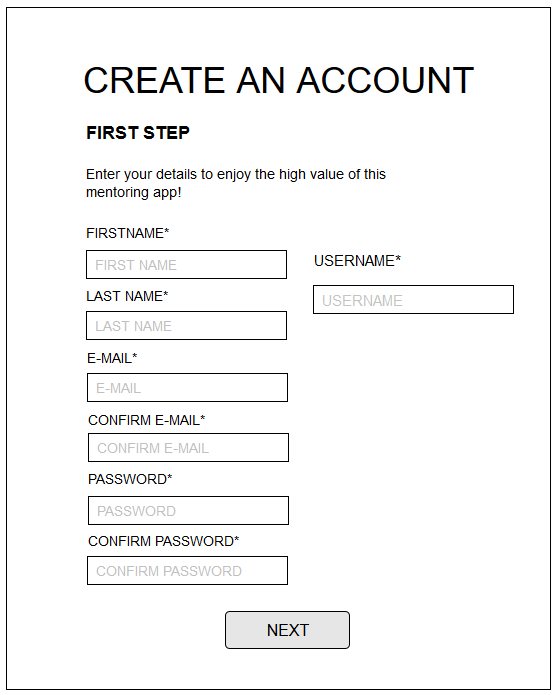 CREATE AN ACCOUNT
FIRST STEP
Enter your details to enjoy the high value of this
mentoring app!
FIRSTNAME*
FIRST NAME
USERNAME*
USERNAME
LAST NAME*
LAST NAME
E-MAIL*
E-MAIL
CONFIRM E-MAIL*
CONFIRM E-MAIL
PASSWORD*
PASSWORD
CONFIRM PASSWORD*
CONFIRM PASSWORD
NEXT